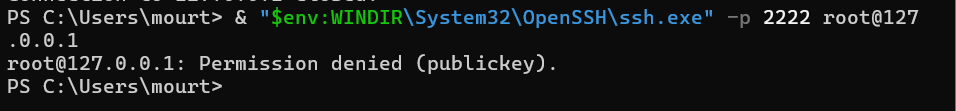 PS C:\Users\mourt> & "$env:WINDIR\System32\OpenSSH\ssh.exe" -p 2222 root@127
.0.0.1
root@127.0.0.1: Permission denied (publickey).
PS C:\Users\mourt>